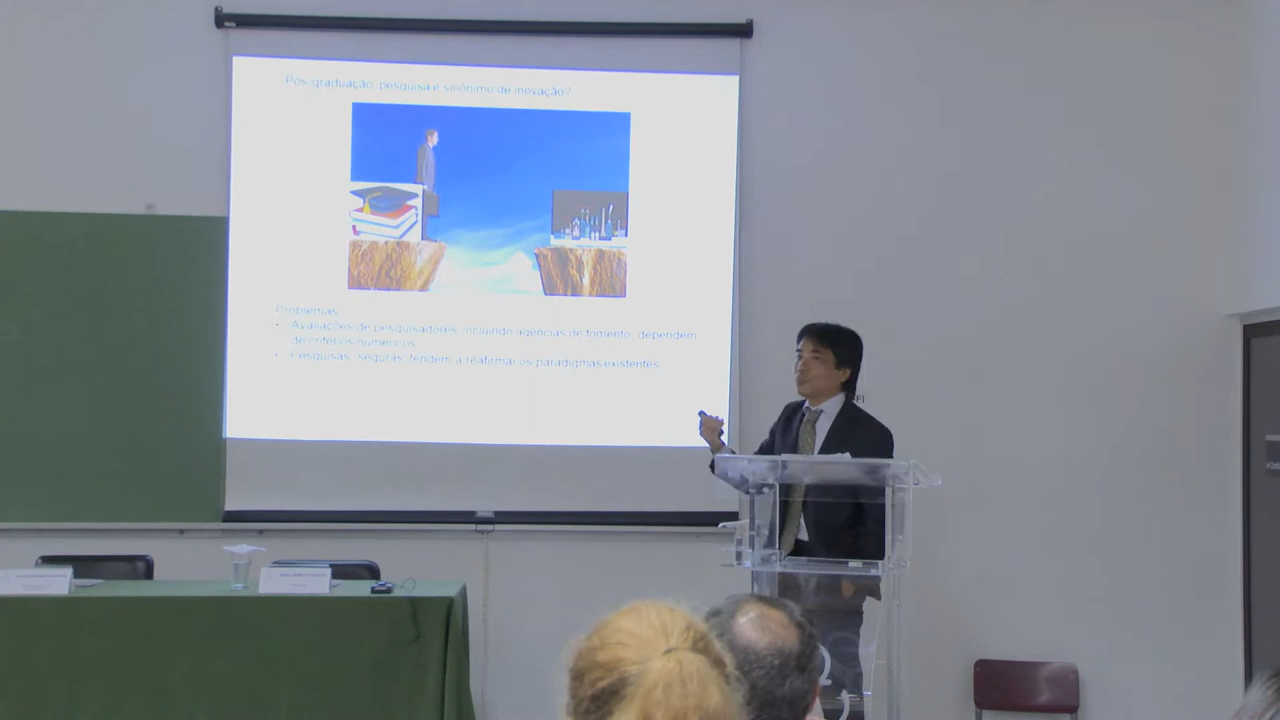 Pós-graduação: pesquisa é sinônimo de inovação?
Problemas
• Avaliações de pesquisadores, incluindo agências de fomento, dependem
de critérios numéricos
• Pesquisas "seguras" tendem a reafirmar os paradigmas existentes
FI